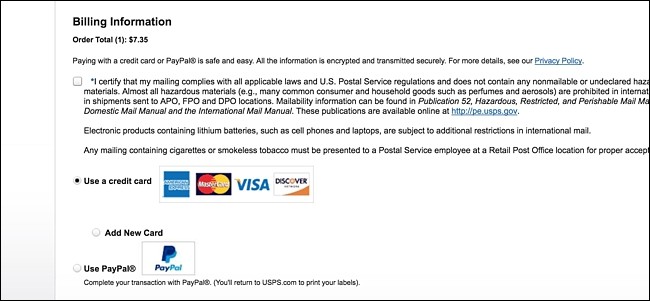 Billing Information
Order Total (1): $7.35
Paying with a credit card or PayPal® is safe and easy. All the information is encrypted and transmitted securely. For more details, see our Privacy Policy.
*I certify that my mailing complies with all applicable laws and U.S. Postal Service regulations and does not contain any nonmailable or undeclared haza
materials. Almost all hazardous materials (e.g., many common consumer and household goods such as perfumes and aerosols) are prohibited in internat
in shipments sent to APO, FPO and DPO locations. Mailability information can be found in Publication 52, Hazardous, Restricted, and Perishable Mail Ma
Domestic Mail Manual and the International Mail Manual. These publications are available online at http://pe.usps.gov.
Electronic products containing lithium batteries, such as cell phones and laptops, are subject to additional restrictions in international mail.
Any mailing containing cigarettes or smokeless tobacco must be presented to a Postal Service employee at a Retail Post Office location for proper accept
Use a credit card AMERICAN EXPRESS MasterCard VISA DISCOVER
Add New Card
Use PayPal® PayPal
Complete your transaction with PayPal®. (You'll return to USPS.com to print your labels).